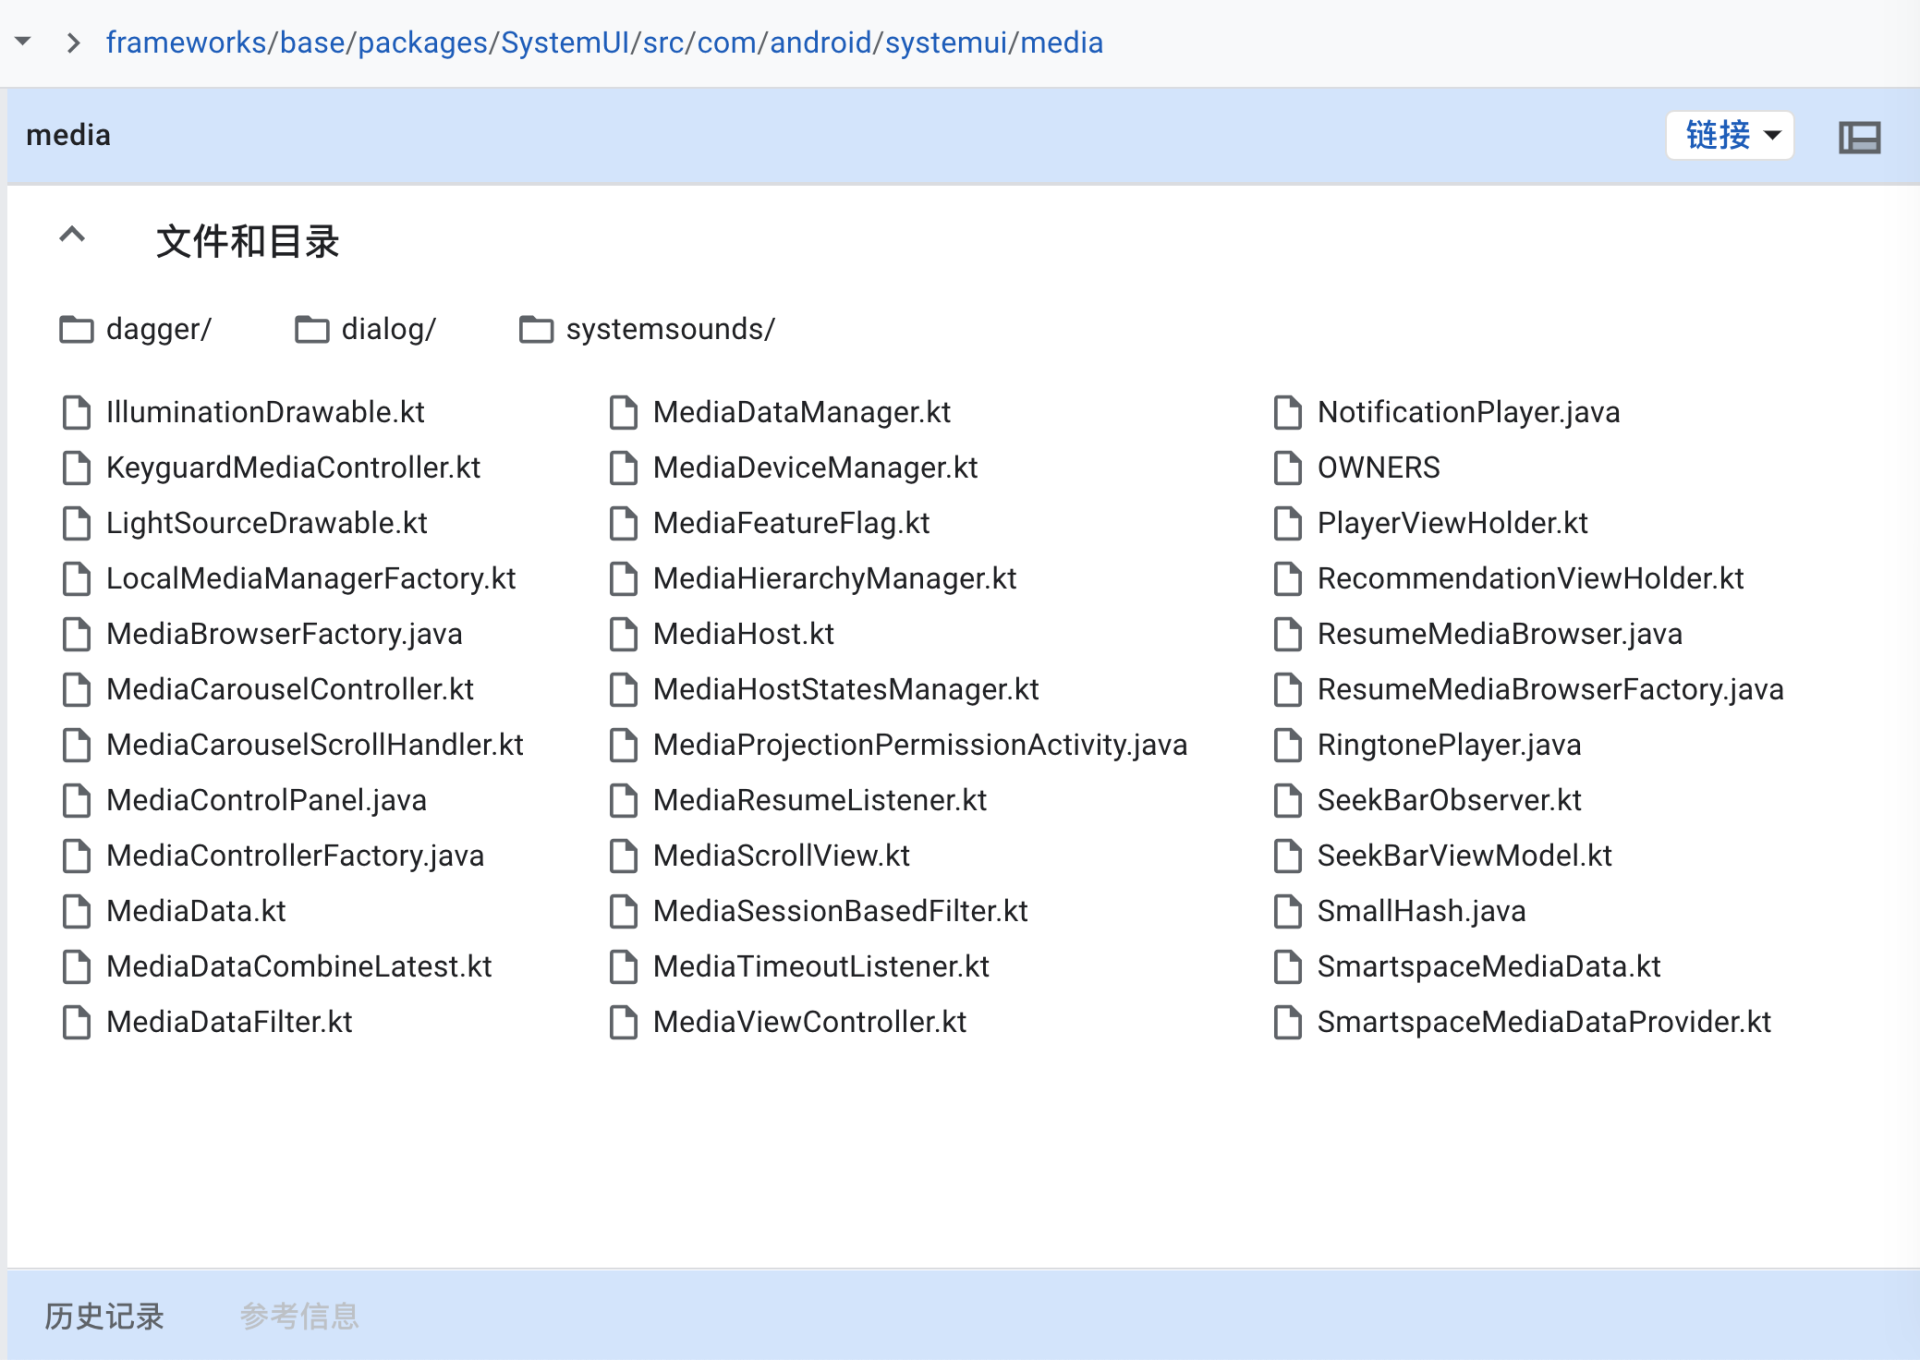 frameworks/base/packages/SystemUI/src/com/android/systemui/media
media
链接
文件和目录
dagger/ dialog/ systemsounds/
IlluminationDrawable.kt MediaDataManager.kt NotificationPlayer.java
KeyguardMediaController.kt MediaDeviceManager.kt OWNERS
LightSourceDrawable.kt MediaFeatureFlag.kt PlayerViewHolder.kt
LocalMediaManagerFactory.kt MediaHierarchyManager.kt RecommendationViewHolder.kt
MediaBrowserFactory.java MediaHost.kt ResumeMediaBrowser.java
MediaCarouselController.kt MediaHostStatesManager.kt ResumeMediaBrowserFactory.java
MediaCarouselScrollHandler.kt MediaProjectionPermissionActivity.java RingtonePlayer.java
MediaControlPanel.java MediaResumeListener.kt SeekBarObserver.kt
MediaControllerFactory.java MediaScrollView.kt SeekBarViewModel.kt
MediaData.kt MediaSessionBasedFilter.kt SmallHash.java
MediaDataCombineLatest.kt MediaTimeoutListener.kt SmartspaceMediaData.kt
MediaDataFilter.kt MediaViewController.kt SmartspaceMediaDataProvider.kt
历史记录 参考信息